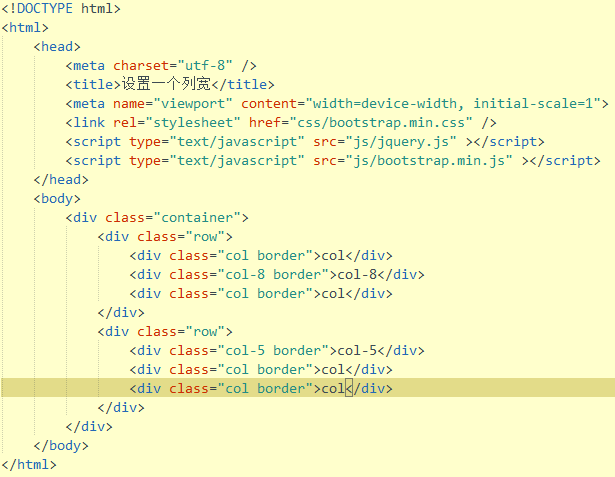 <!DOCTYPE html>
<html>
    <head>
        <meta charset="utf-8" />
        <title>设置一个列宽</title>
        <meta name="viewport" content="width=device-width, initial-scale=1">
        <link rel="stylesheet" href="css/bootstrap.min.css" />
        <script type="text/javascript" src="js/jquery.js" ></script>
        <script type="text/javascript" src="js/bootstrap.min.js" ></script>
    </head>
    <body>
        <div class="container">
            <div class="row">
                <div class="col border">col</div>
                <div class="col-8 border">col-8</div>
                <div class="col border">col</div>
            </div>
            <div class="row">
                <div class="col-5 border">col-5</div>
                <div class="col border">col</div>
                <div class="col border">col</div>
            </div>
        </div>
    </body>
</html>